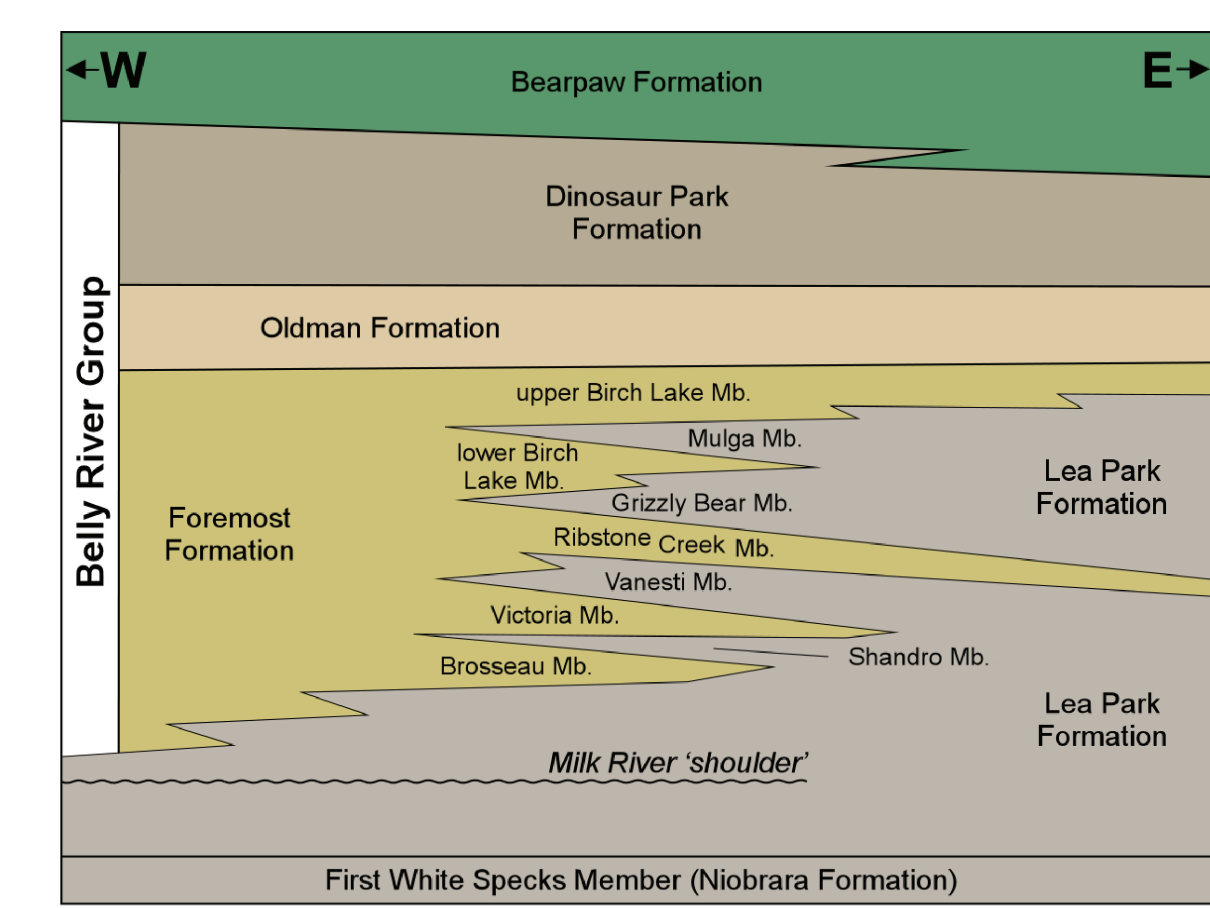 W
E
Bearpaw Formation
Dinosaur Park
Formation
Oldman Formation
Belly River Group
upper Birch Lake Mb.
Mulga Mb.
lower Birch
Lake Mb.
Lea Park
Formation
Grizzly Bear Mb.
Foremost
Formation
Ribstone Creek Mb.
Vanesti Mb.
Victoria Mb.
Shandro Mb.
Brosseau Mb.
Lea Park
Formation
Milk River ‘shoulder’
First White Specks Member (Niobrara Formation)